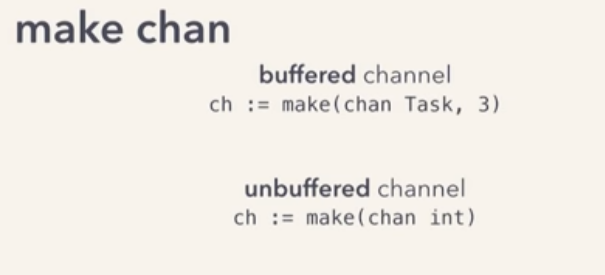 make chan
buffered channel
ch := make(chan Task, 3)
unbuffered channel
ch := make(chan int)